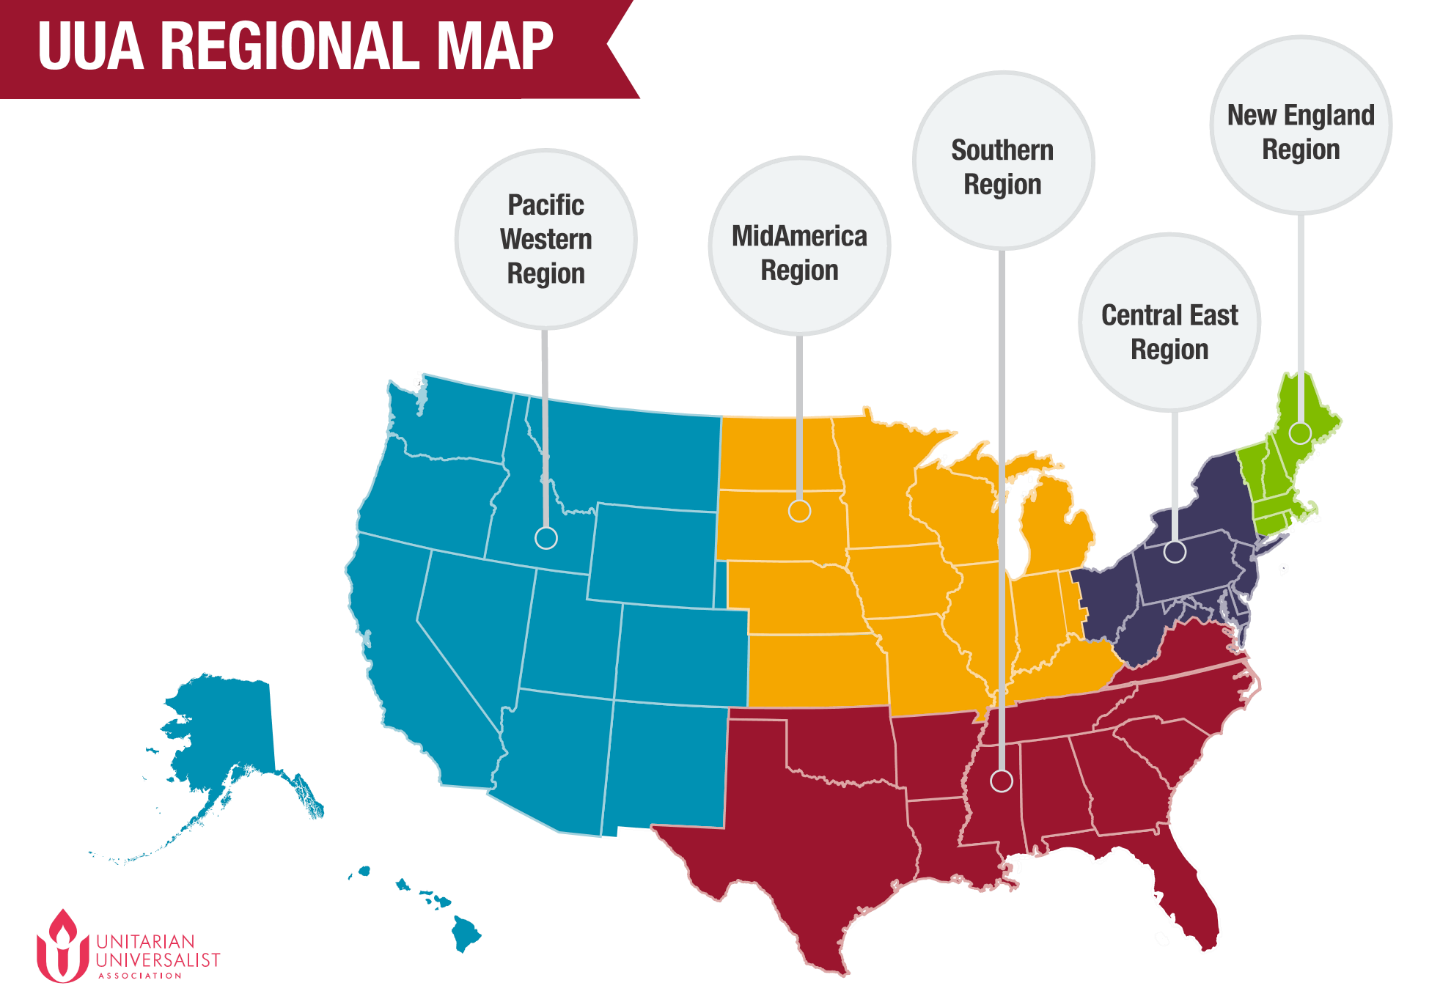 UUA REGIONAL MAP
Pacific
Western
Region
MidAmerica
Region
Southern
Region
Central East
Region
New England
Region
UNITARIAN
UNIVERSALIST
ASSOCIATION